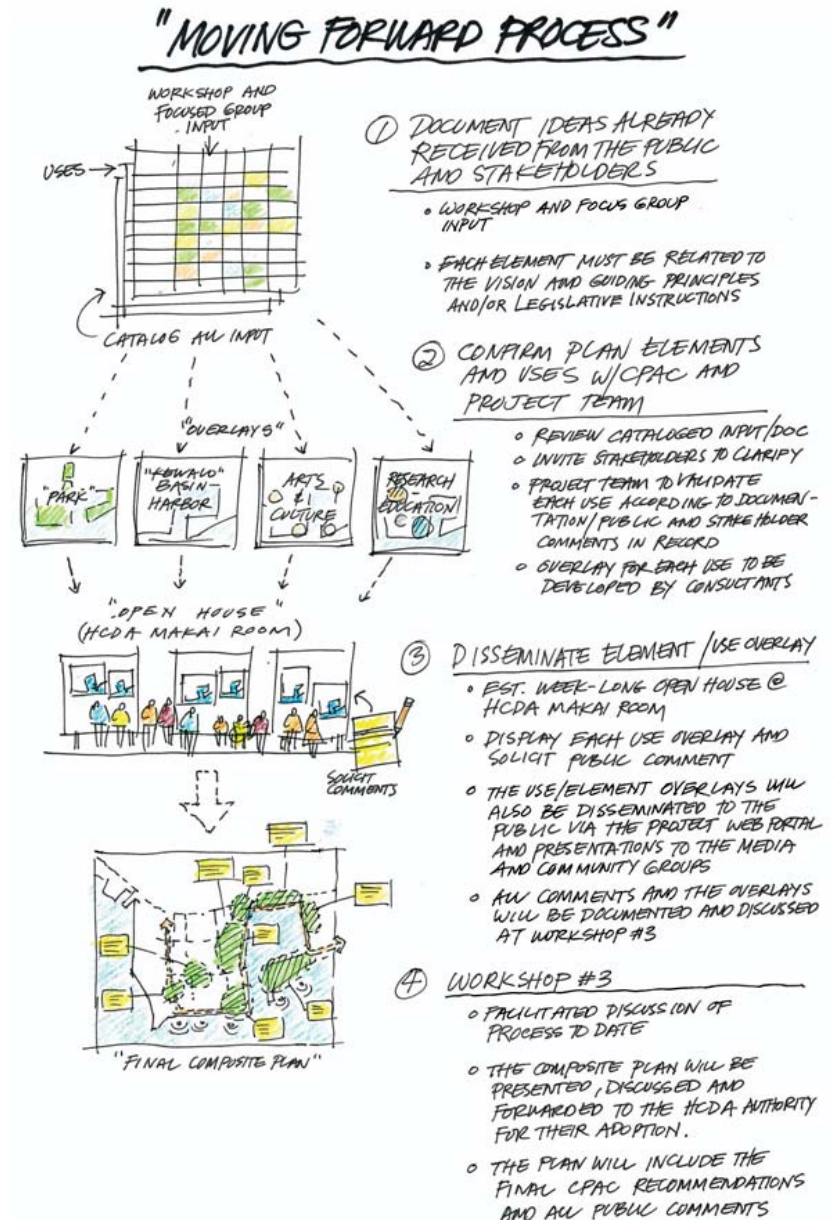 "MOVING FORWARD PROCESS"
WORKSHOP AND
FOCUSED GROUP
INPUT
USES
CATALOG ALL INPUT
"OVERLAYS"
"PARK"
"KEWALO"
BASIN
HARBOR
ARTS
&
CULTURE
RESEARCH
EDUCATION
"OPEN HOUSE"
(HCDA MAKAI ROOM)
SOLICIT
COMMENTS
"FINAL COMPOSITE PLAN"
① DOCUMENT IDEAS ALREADY
RECEIVED FROM THE PUBLIC
AND STAKEHOLDERS
• WORKSHOP AND FOCUS GROUP
INPUT
• EACH ELEMENT MUST BE RELATED TO
THE VISION AND GUIDING PRINCIPLES
AND/OR LEGISLATIVE INSTRUCTIONS
② CONFIRM PLAN ELEMENTS
AND USES W/CPAC AND
PROJECT TEAM
• REVIEW CATALOGED INPUT/DOC
• INVITE STAKEHOLDERS TO CLARIFY
• PROJECT TEAM TO VALIDATE
EACH USE ACCORDING TO DOCUMEN-
TATION/PUBLIC AND STAKE HOLDER
COMMENTS IN RECORD
• OVERLAY FOR EACH USE TO BE
DEVELOPED BY CONSULTANTS
③ DISSEMINATE ELEMENT/USE OVERLAY
• EST. WEEK-LONG OPEN HOUSE @
HCDA MAKAI ROOM
• DISPLAY EACH USE OVERLAY AND
SOLICIT PUBLIC COMMENT
• THE USE/ELEMENT OVERLAYS WILL
ALSO BE DISSEMINATED TO THE
PUBLIC VIA THE PROJECT WEB PORTAL
AND PRESENTATIONS TO THE MEDIA
AND COMMUNITY GROUPS
• ALL COMMENTS AND THE OVERLAYS
WILL BE DOCUMENTED AND DISCUSSED
AT WORKSHOP #3
④ WORKSHOP #3
• FACILITATED DISCUSSION OF
PROCESS TO DATE
• THE COMPOSITE PLAN WILL BE
PRESENTED, DISCUSSED AND
FORWARDED TO THE HCDA AUTHORITY
FOR THEIR ADOPTION.
• THE PLAN WILL INCLUDE THE
FINAL CPAC RECOMMENDATIONS
AND ALL PUBLIC COMMENTS